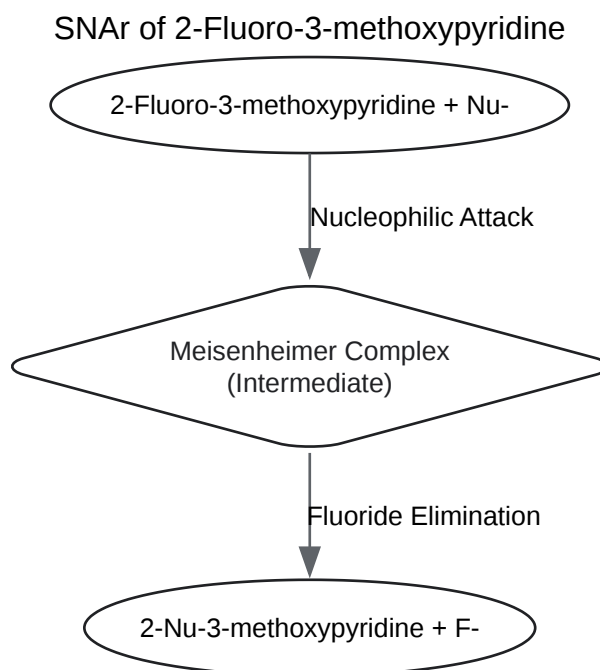 SNAr of 2-Fluoro-3-methoxypyridine
2-Fluoro-3-methoxypyridine + Nu-
Nucleophilic Attack
Meisenheimer Complex
(Intermediate)
Fluoride Elimination
2-Nu-3-methoxypyridine + F-